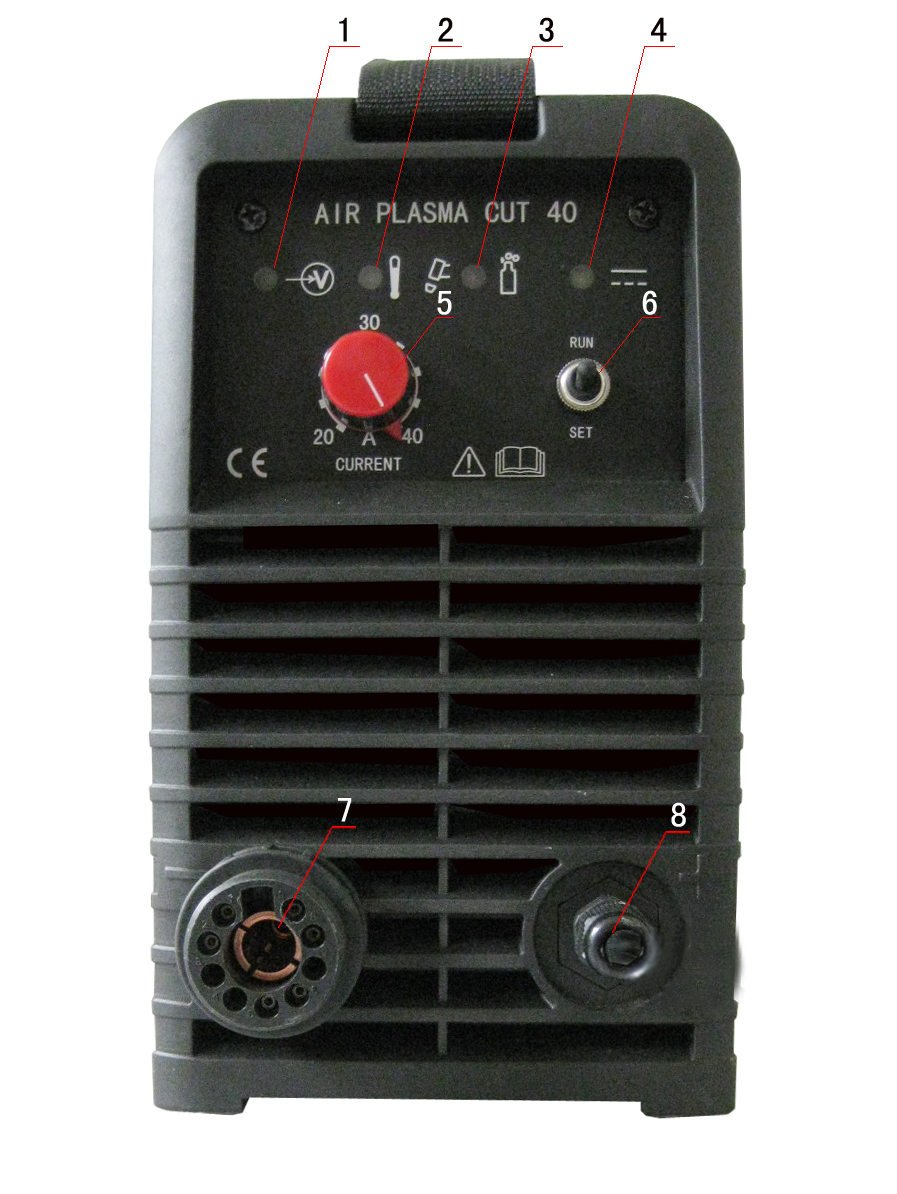 1 2 3 4
AIR PLASMA CUT 40
V
5 6
30
RUN
20 A 40
SET
CURRENT
CE
7 8